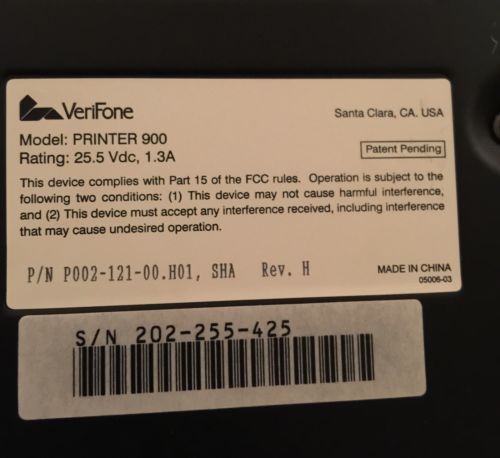 VeriFone
Santa Clara, CA. USA
Model: PRINTER 900
Rating: 25.5 Vdc, 1.3A
Patent Pending
This device complies with Part 15 of the FCC rules. Operation is subject to the
following two conditions: (1) This device may not cause harmful interference,
and (2) This device must accept any interference received, including interference
that may cause undesired operation.
P/N P002-121-00.H01, SHA Rev. H
MADE IN CHINA
05006-03
S/N 202-255-425